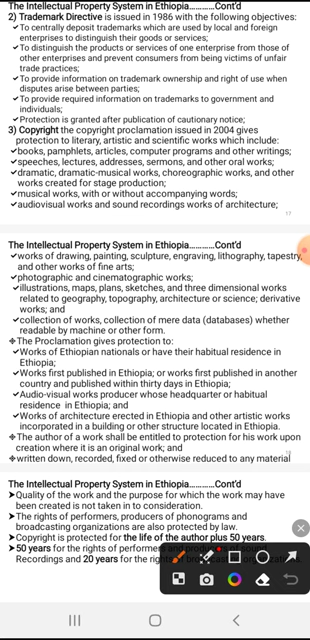 The Intellectual Property System in Ethiopia.............Cont'd
2) Trademark Directive is issued in 1986 with the following objectives:
✓To centrally deposit trademarks which are used by local and foreign
enterprises to distinguish their goods or services;
✓To distinguish the products or services of one enterprise from those of
other enterprises and prevent consumers from being victims of unfair
trade practices;
✓To provide information on trademark ownership and right of use when
disputes arise between parties;
✓To provide required information on trademarks to government and
individuals;
✓Protection is granted after publication of cautionary notice;
3) Copyright the copyright proclamation issued in 2004 gives
protection to literary, artistic and scientific works which include:
✓books, pamphlets, articles, computer programs and other writings;
✓speeches, lectures, addresses, sermons, and other oral works;
✓dramatic, dramatic-musical works, choreographic works, and other
works created for stage production;
✓musical works, with or without accompanying words;
✓audiovisual works and sound recordings works of architecture;
17
The Intellectual Property System in Ethiopia.............Cont'd
✓works of drawing, painting, sculpture, engraving, lithography, tapestry,
and other works of fine arts;
✓photographic and cinematographic works;
✓illustrations, maps, plans, sketches, and three dimensional works
related to geography, topography, architecture or science; derivative
works; and
✓collection of works, collection of mere data (databases) whether
readable by machine or other form.
✙The Proclamation gives protection to:
✓Works of Ethiopian nationals or have their habitual residence in
Ethiopia;
✓Works first published in Ethiopia; or works first published in another
country and published within thirty days in Ethiopia;
✓Audio-visual works producer whose headquarter or habitual
residence in Ethiopia; and
✓Works of architecture erected in Ethiopia and other artistic works
incorporated in a building or other structure located in Ethiopia.
✙The author of a work shall be entitled to protection for his work upon
creation where it is an original work; and
✙written down, recorded, fixed or otherwise reduced to any material
The Intellectual Property System in Ethiopia.............Cont'd
➤Quality of the work and the purpose for which the work may have
been created is not taken in to consideration.
➤The rights of performers, producers of phonograms and
broadcasting organizations are also protected by law.
➤Copyright is protected for the life of the author plus 50 years.
➤50 years for the rights of performers and
Recordings and 20 years for the rights